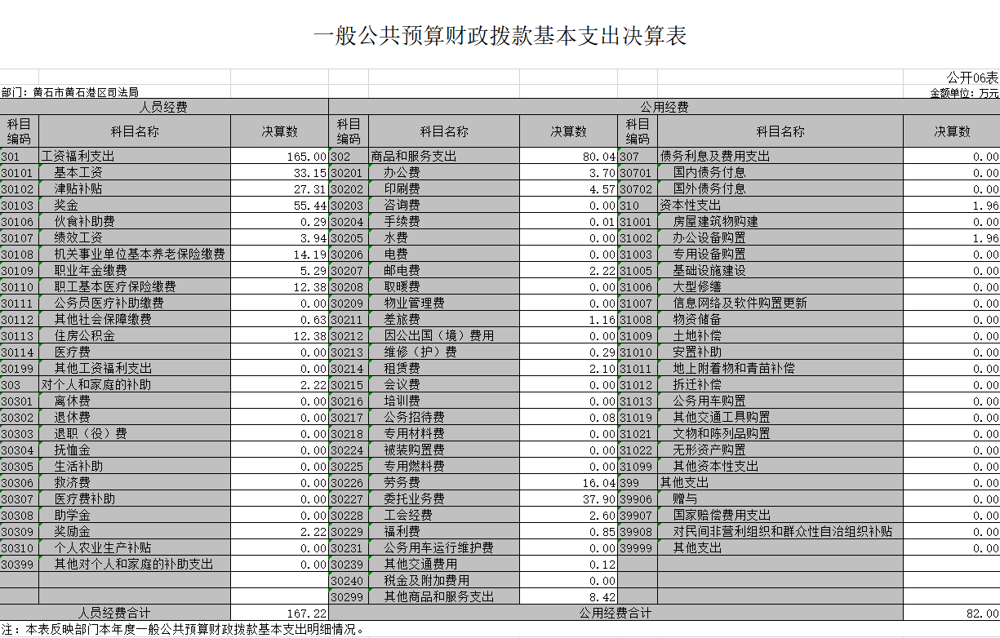 一般公共预算财政拨款基本支出决算表
公开06表
部门：黄石市黄石港区司法局 金额单位：万元
人员经费 公用经费
科目编码 科目名称 决算数 科目编码 科目名称 决算数 科目编码 科目名称 决算数
301 工资福利支出 165.00 302 商品和服务支出 80.04 307 债务利息及费用支出 0.00
30101 基本工资 33.15 30201 办公费 3.70 30701 国内债务付息 0.00
30102 津贴补贴 27.31 30202 印刷费 4.57 30702 国外债务付息 0.00
30103 奖金 55.44 30203 咨询费 0.00 310 资本性支出 1.96
30106 伙食补助费 0.29 30204 手续费 0.01 31001 房屋建筑物购建 0.00
30107 绩效工资 3.94 30205 水费 0.00 31002 办公设备购置 1.96
30108 机关事业单位基本养老保险缴费 14.19 30206 电费 0.00 31003 专用设备购置 0.00
30109 职业年金缴费 5.29 30207 邮电费 2.22 31005 基础设施建设 0.00
30110 职工基本医疗保险缴费 12.38 30208 取暖费 0.00 31006 大型修缮 0.00
30111 公务员医疗补助缴费 0.00 30209 物业管理费 0.00 31007 信息网络及软件购置更新 0.00
30112 其他社会保障缴费 0.63 30211 差旅费 1.16 31008 物资储备 0.00
30113 住房公积金 12.38 30212 因公出国（境）费用 0.00 31009 土地补偿 0.00
30114 医疗费 0.00 30213 维修（护）费 0.29 31010 安置补助 0.00
30199 其他工资福利支出 0.00 30214 租赁费 2.10 31011 地上附着物和青苗补偿 0.00
303 对个人和家庭的补助 2.22 30215 会议费 0.00 31012 拆迁补偿 0.00
30301 离休费 0.00 30216 培训费 0.00 31013 公务用车购置 0.00
30302 退休费 0.00 30217 公务招待费 0.08 31019 其他交通工具购置 0.00
30303 退职（役）费 0.00 30218 专用材料费 0.00 31021 文物和陈列品购置 0.00
30304 抚恤金 0.00 30224 被装购置费 0.00 31022 无形资产购置 0.00
30305 生活补助 0.00 30225 专用燃料费 0.00 31099 其他资本性支出 0.00
30306 救济费 0.00 30226 劳务费 16.04 399 其他支出 0.00
30307 医疗费补助 0.00 30227 委托业务费 37.90 39906 赠与 0.00
30308 助学金 0.00 30228 工会经费 2.60 39907 国家赔偿费用支出 0.00
30309 奖励金 2.22 30229 福利费 0.85 39908 对民间非营利组织和群众性自治组织补贴 0.00
30310 个人农业生产补贴 0.00 30231 公务用车运行维护费 0.00 39999 其他支出 0.00
30399 其他对个人和家庭的补助支出 0.00 30239 其他交通费用 0.12
30240 税金及附加费用 0.00
30299 其他商品和服务支出 8.42
人员经费合计 167.22 公用经费合计 82.00
注：本表反映部门本年度一般公共预算财政拨款基本支出明细情况。